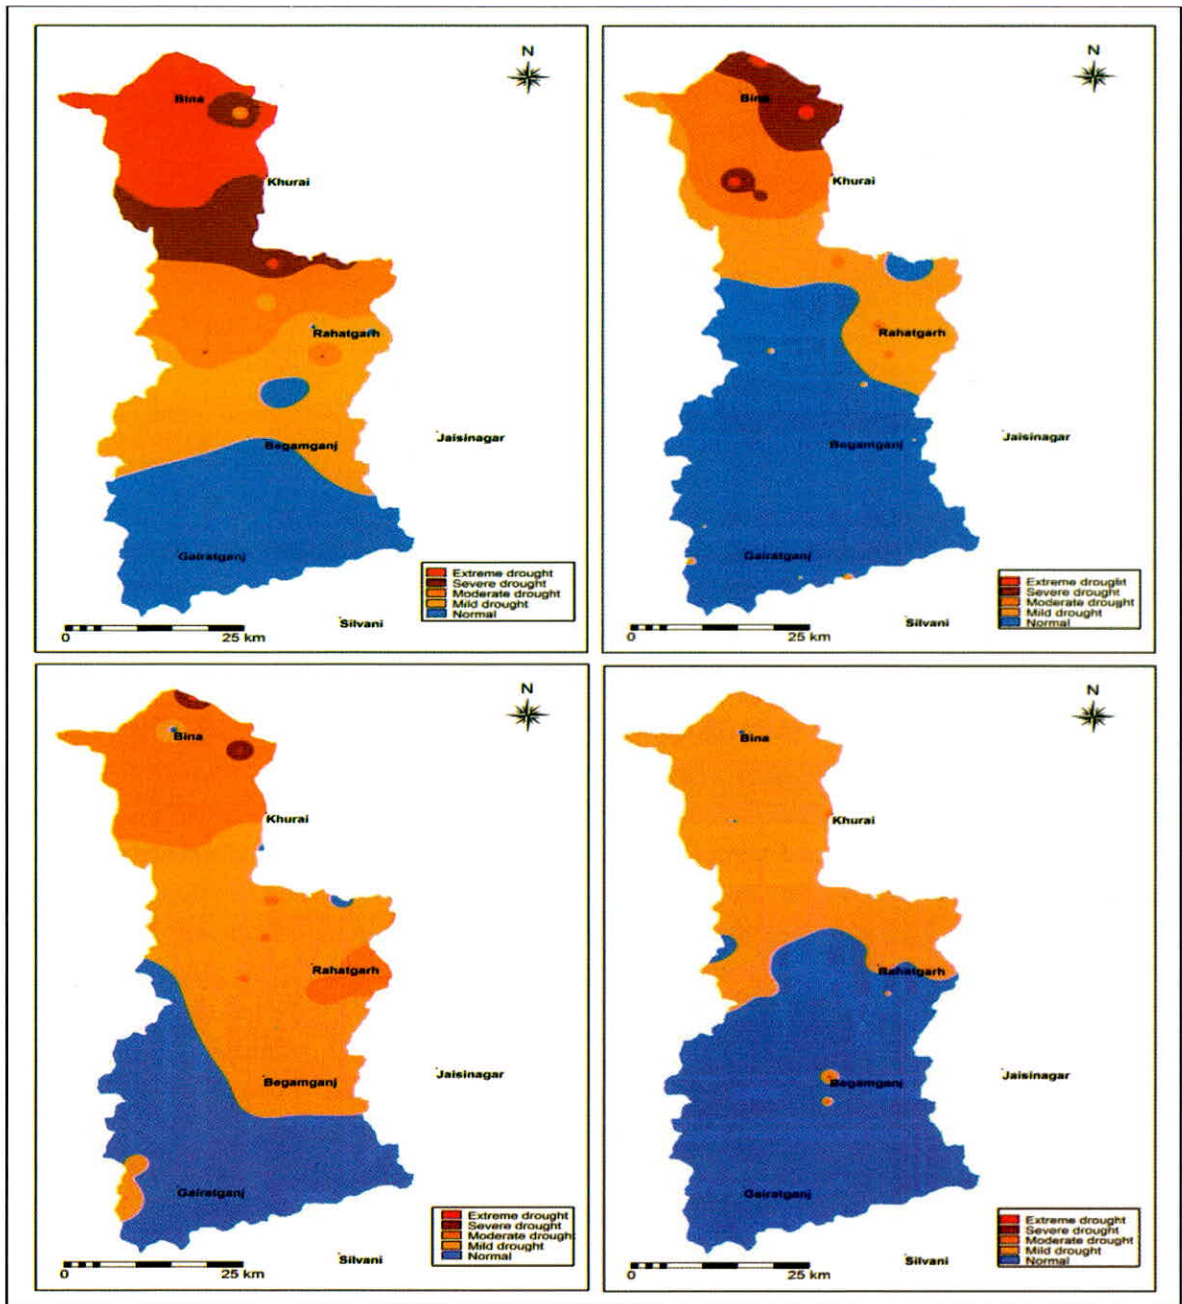 N
Bina
Khurai
Rahatgarh
Begamganj
Jaisinagar
Gairatganj
Extreme drought
Severe drought
Moderate drought
Mild drought
Normal
Silvani
0 25 km
N
Bina
Khurai
Rahatgarh
Begamganj
Jaisinagar
Gairatganj
Extreme drought
Severe drought
Moderate drought
Mild drought
Normal
Silvani
0 25 km
N
Bina
Khurai
Rahatgarh
Begamganj
Jaisinagar
Gairatganj
Extreme drought
Severe drought
Moderate drought
Mild drought
Normal
Silvani
0 25 km
N
Bina
Khurai
Rahatgarh
Begamganj
Jaisinagar
Gairatganj
Extreme drought
Severe drought
Moderate drought
Mild drought
Normal
Silvani
0 25 km